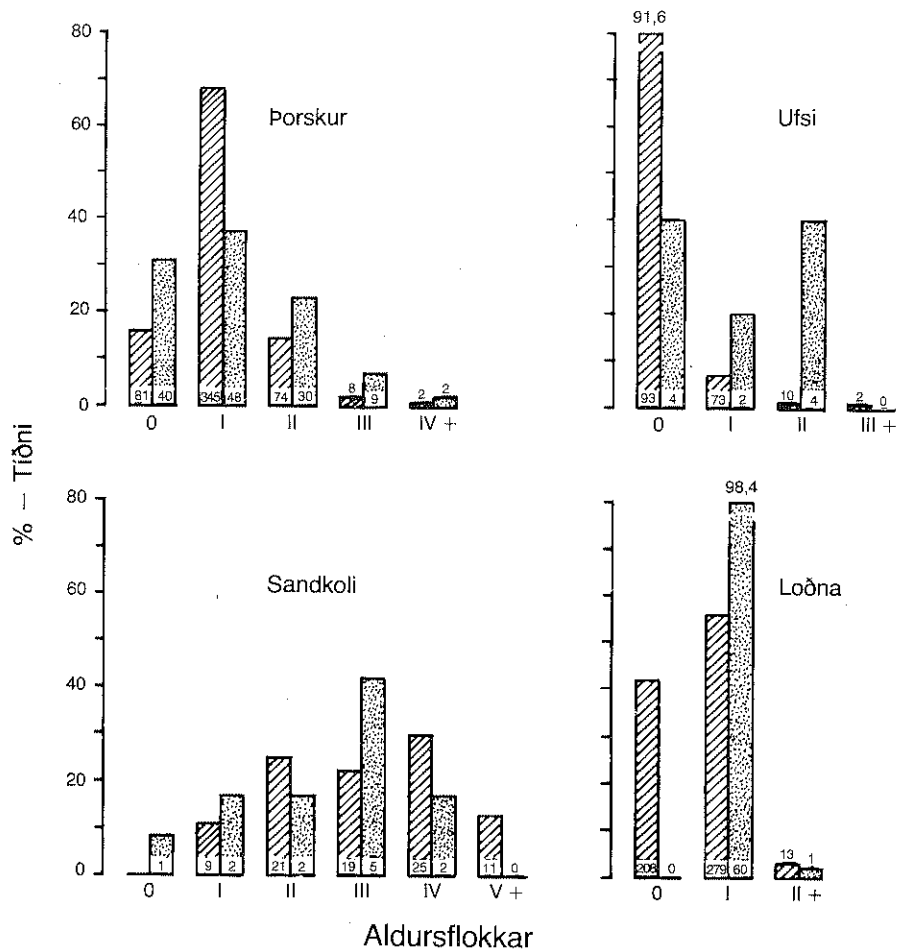 80
60
40
20
0
Þorskur
81 40 345 48 74 30 8 9 2 2
0 I II III IV +
91,6
Ufsi
93 4 73 2 10 4 2 0
0 I II III +
% – Tíðni
80
60
40
20
0
Sandkoli
1 9 2 21 2 19 5 25 2 11 0
0 I II III IV V +
98,4
Loðna
208 0 279 60 13 1
0 I II +
Aldursflokkar